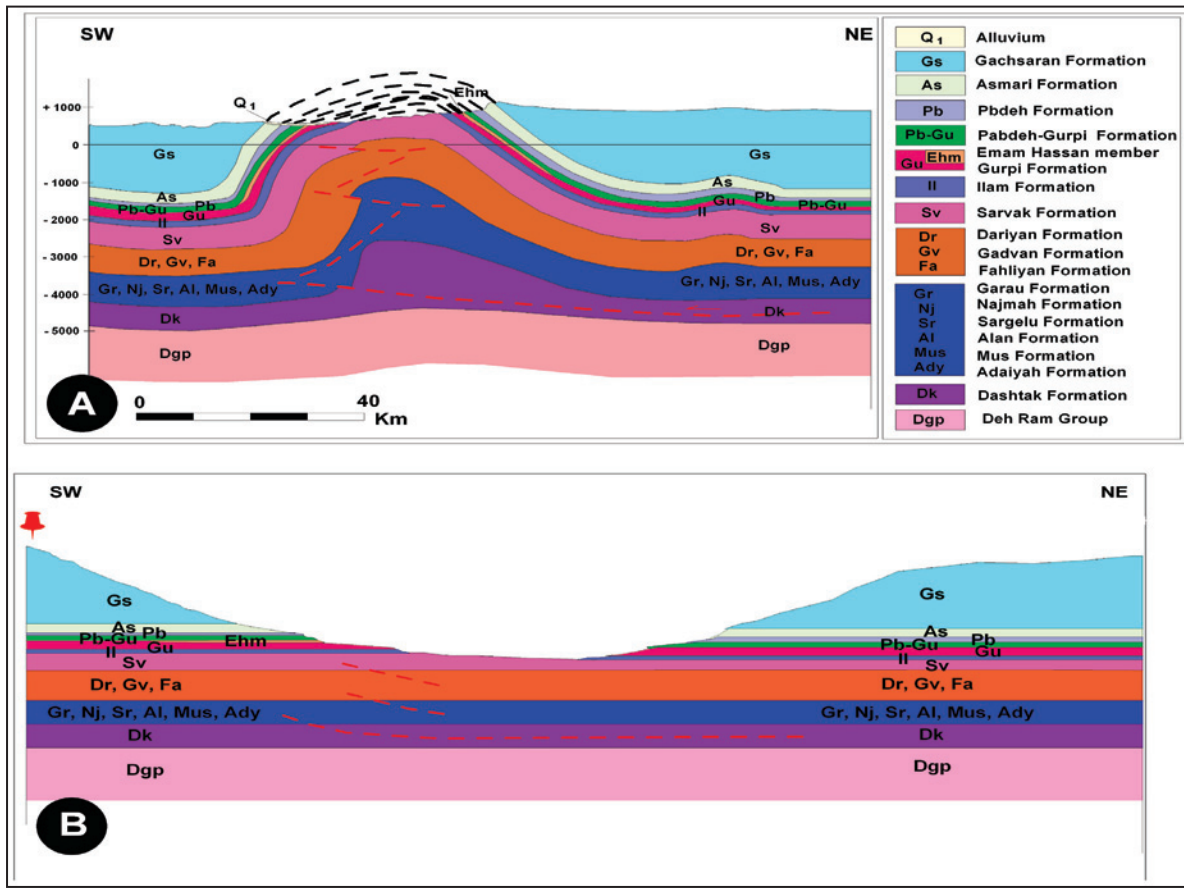 SW NE
+ 1000
0
- 1000
- 2000
- 3000
- 4000
- 5000
Q1
Ehm
Gs Gs
As As
Pb Pb
Pb-Gu Pb-Gu
Gu Gu
Il Il
Sv Sv
Dr, Gv, Fa Dr, Gv, Fa
Gr, Nj, Sr, Al, Mus, Ady Gr, Nj, Sr, Al, Mus, Ady
Dk Dk
Dgp Dgp
A
0 40
Km
Q1 Alluvium
Gs Gachsaran Formation
As Asmari Formation
Pb Pbdeh Formation
Pb-Gu Pabdeh-Gurpi Formation
Ehm Emam Hassan member
Gu Gurpi Formation
Il Ilam Formation
Sv Sarvak Formation
Dr Dariyan Formation
Gv Gadvan Formation
Fa Fahliyan Formation
Gr Garau Formation
Nj Najmah Formation
Sr Sargelu Formation
Al Alan Formation
Mus Mus Formation
Ady Adaiyah Formation
Dk Dashtak Formation
Dgp Deh Ram Group
SW NE
Gs Gs
As As
Pb-Gu Pb Ehm Pb-Gu Pb
Il Gu Il Gu
Sv Sv
Dr, Gv, Fa Dr, Gv, Fa
Gr, Nj, Sr, Al, Mus, Ady Gr, Nj, Sr, Al, Mus, Ady
Dk Dk
Dgp Dgp
B